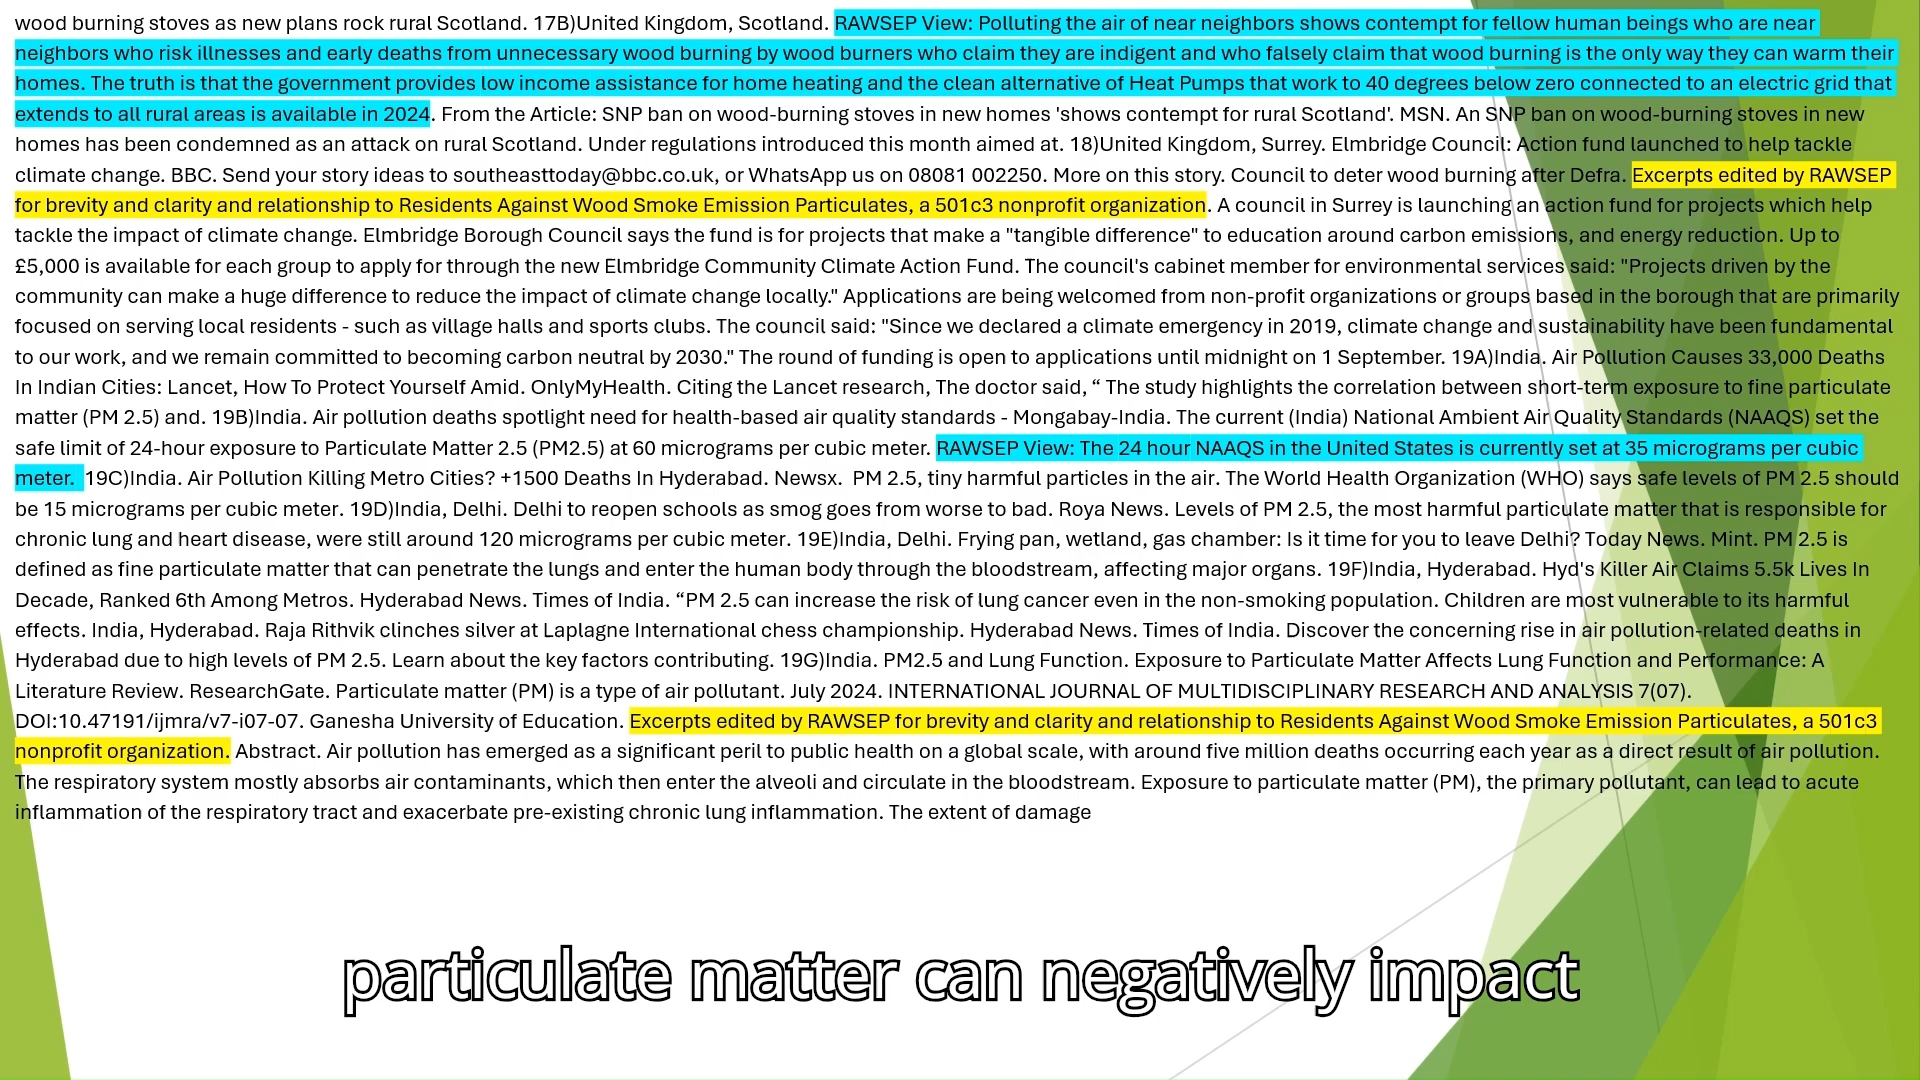 wood burning stoves as new plans rock rural Scotland. 17B)United Kingdom, Scotland. RAWSEP View: Polluting the air of near neighbors shows contempt for fellow human beings who are near
neighbors who risk illnesses and early deaths from unnecessary wood burning by wood burners who claim they are indigent and who falsely claim that wood burning is the only way they can warm their
homes. The truth is that the government provides low income assistance for home heating and the clean alternative of Heat Pumps that work to 40 degrees below zero connected to an electric grid that
extends to all rural areas is available in 2024. From the Article: SNP ban on wood-burning stoves in new homes 'shows contempt for rural Scotland'. MSN. An SNP ban on wood-burning stoves in new
homes has been condemned as an attack on rural Scotland. Under regulations introduced this month aimed at. 18)United Kingdom, Surrey. Elmbridge Council: Action fund launched to help tackle
climate change. BBC. Send your story ideas to southeasttoday@bbc.co.uk, or WhatsApp us on 08081 002250. More on this story. Council to deter wood burning after Defra. Excerpts edited by RAWSEP
for brevity and clarity and relationship to Residents Against Wood Smoke Emission Particulates, a 501c3 nonprofit organization. A council in Surrey is launching an action fund for projects which help
tackle the impact of climate change. Elmbridge Borough Council says the fund is for projects that make a "tangible difference" to education around carbon emissions, and energy reduction. Up to
£5,000 is available for each group to apply for through the new Elmbridge Community Climate Action Fund. The council's cabinet member for environmental services said: "Projects driven by the
community can make a huge difference to reduce the impact of climate change locally." Applications are being welcomed from non-profit organizations or groups based in the borough that are primarily
focused on serving local residents - such as village halls and sports clubs. The council said: "Since we declared a climate emergency in 2019, climate change and sustainability have been fundamental
to our work, and we remain committed to becoming carbon neutral by 2030." The round of funding is open to applications until midnight on 1 September. 19A)India. Air Pollution Causes 33,000 Deaths
In Indian Cities: Lancet, How To Protect Yourself Amid. OnlyMyHealth. Citing the Lancet research, The doctor said, “ The study highlights the correlation between short-term exposure to fine particulate
matter (PM 2.5) and. 19B)India. Air pollution deaths spotlight need for health-based air quality standards - Mongabay-India. The current (India) National Ambient Air Quality Standards (NAAQS) set the
safe limit of 24-hour exposure to Particulate Matter 2.5 (PM2.5) at 60 micrograms per cubic meter. RAWSEP View: The 24 hour NAAQS in the United States is currently set at 35 micrograms per cubic
meter. 19C)India. Air Pollution Killing Metro Cities? +1500 Deaths In Hyderabad. Newsx.  PM 2.5, tiny harmful particles in the air. The World Health Organization (WHO) says safe levels of PM 2.5 should
be 15 micrograms per cubic meter. 19D)India, Delhi. Delhi to reopen schools as smog goes from worse to bad. Roya News. Levels of PM 2.5, the most harmful particulate matter that is responsible for
chronic lung and heart disease, were still around 120 micrograms per cubic meter. 19E)India, Delhi. Frying pan, wetland, gas chamber: Is it time for you to leave Delhi? Today News. Mint. PM 2.5 is
defined as fine particulate matter that can penetrate the lungs and enter the human body through the bloodstream, affecting major organs. 19F)India, Hyderabad. Hyd's Killer Air Claims 5.5k Lives In
Decade, Ranked 6th Among Metros. Hyderabad News. Times of India. “PM 2.5 can increase the risk of lung cancer even in the non-smoking population. Children are most vulnerable to its harmful
effects. India, Hyderabad. Raja Rithvik clinches silver at Laplagne International chess championship. Hyderabad News. Times of India. Discover the concerning rise in air pollution-related deaths in
Hyderabad due to high levels of PM 2.5. Learn about the key factors contributing. 19G)India. PM2.5 and Lung Function. Exposure to Particulate Matter Affects Lung Function and Performance: A
Literature Review. ResearchGate. Particulate matter (PM) is a type of air pollutant. July 2024. INTERNATIONAL JOURNAL OF MULTIDISCIPLINARY RESEARCH AND ANALYSIS 7(07).
DOI:10.47191/ijmra/v7-i07-07. Ganesha University of Education. Excerpts edited by RAWSEP for brevity and clarity and relationship to Residents Against Wood Smoke Emission Particulates, a 501c3
nonprofit organization. Abstract. Air pollution has emerged as a significant peril to public health on a global scale, with around five million deaths occurring each year as a direct result of air pollution.
The respiratory system mostly absorbs air contaminants, which then enter the alveoli and circulate in the bloodstream. Exposure to particulate matter (PM), the primary pollutant, can lead to acute
inflammation of the respiratory tract and exacerbate pre-existing chronic lung inflammation. The extent of damage
particulate matter can negatively impact